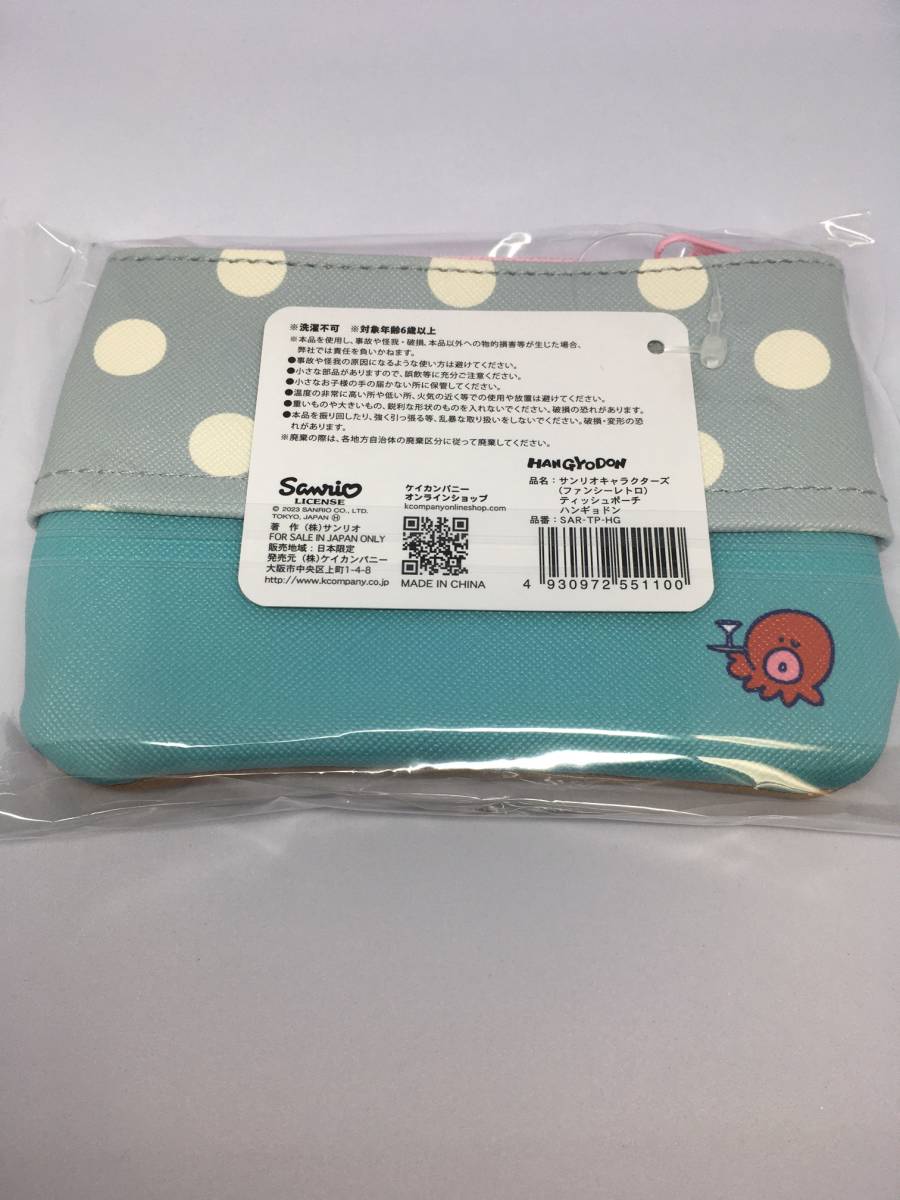 ※洗濯不可 ※対象年齢6歳以上
※本品を使用し、事故や怪我・破損、本品以外への物的損害等が生じた場合、
弊社では責任を負いかねます。
●事故や怪我の原因になるような使い方は避けてください。
●小さな部品がありますので、誤飲等に充分ご注意ください。
●小さなお子様の手の届かない所に保管してください。
●温度の非常に高い所や低い所、火気の近く等での使用や放置は避けてください。
●重いものや大きいもの、鋭利な形状のものを入れないでください。破損の恐れがあります。
●本品を振り回したり、強く引っ張る等、乱暴な取り扱いをしないでください。破損・変形の恐
れがあります。
※廃棄の際は、各地方自治体の廃棄区分に従って廃棄してください。
Sanrio
LICENSE
© 2023 SANRIO CO., LTD.
TOKYO, JAPAN Ⓗ
著作 (株)サンリオ
FOR SALE IN JAPAN ONLY
販売地域:日本限定
発売元 (株)ケイカンパニー
大阪市中央区上町1-4-8
http://www.kcompany.co.jp
ケイカンパニー
オンラインショップ
kcompanyonlineshop.com
MADE IN CHINA
HANGYODON
品名:サンリオキャラクターズ
(ファンシーレトロ)
ティッシュポーチ
ハンギョドン
品番:SAR-TP-HG
4 930972 551100